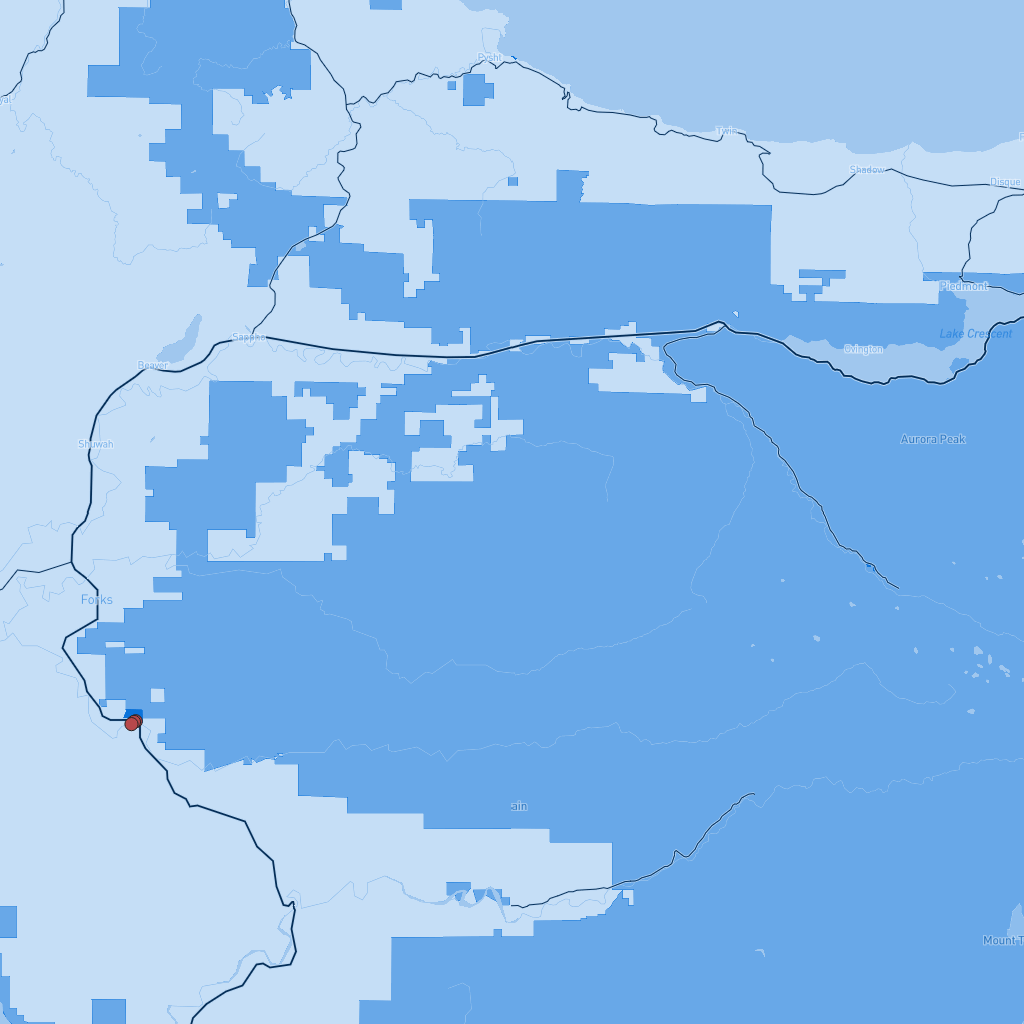 Pysht
Twin
Shadow
Disque
Piedmont
Lake Crescent
Sappho
Ovington
Beaver
Aurora Peak
Shuwah
Forks
ain
Mount T